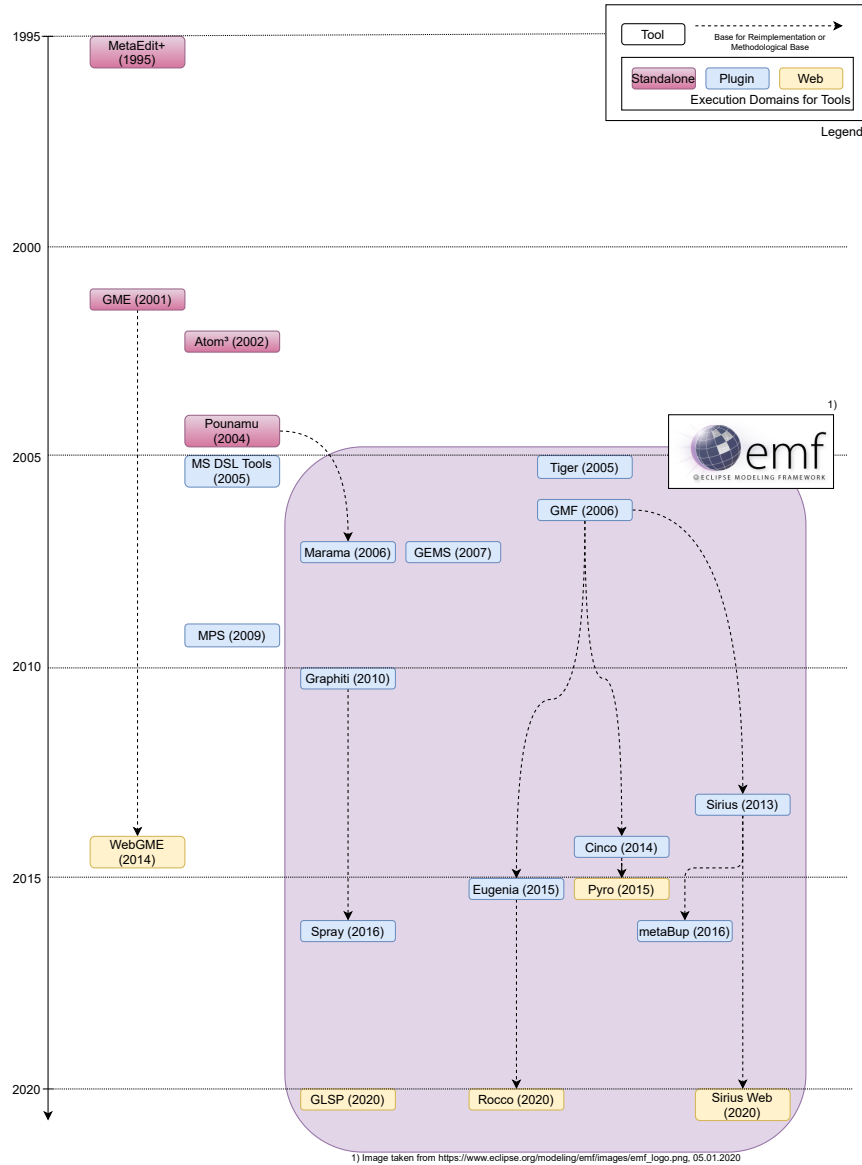 1995
MetaEdit+
(1995)
Tool
Base for Reimplementation or
Methodological Base
Standalone
Plugin
Web
Execution Domains for Tools
Legend
2000
GME (2001)
Atom³ (2002)
1)
Pounamu
(2004)
emf
ECLIPSE MODELING FRAMEWORK
2005
MS DSL Tools
(2005)
Tiger (2005)
GMF (2006)
Marama (2006)
GEMS (2007)
MPS (2009)
2010
Graphiti (2010)
Sirius (2013)
WebGME
(2014)
Cinco (2014)
2015
Eugenia (2015)
Pyro (2015)
Spray (2016)
metaBup (2016)
2020
GLSP (2020)
Rocco (2020)
Sirius Web
(2020)
1) Image taken from https://www.eclipse.org/modeling/emf/images/emf_logo.png, 05.01.2020